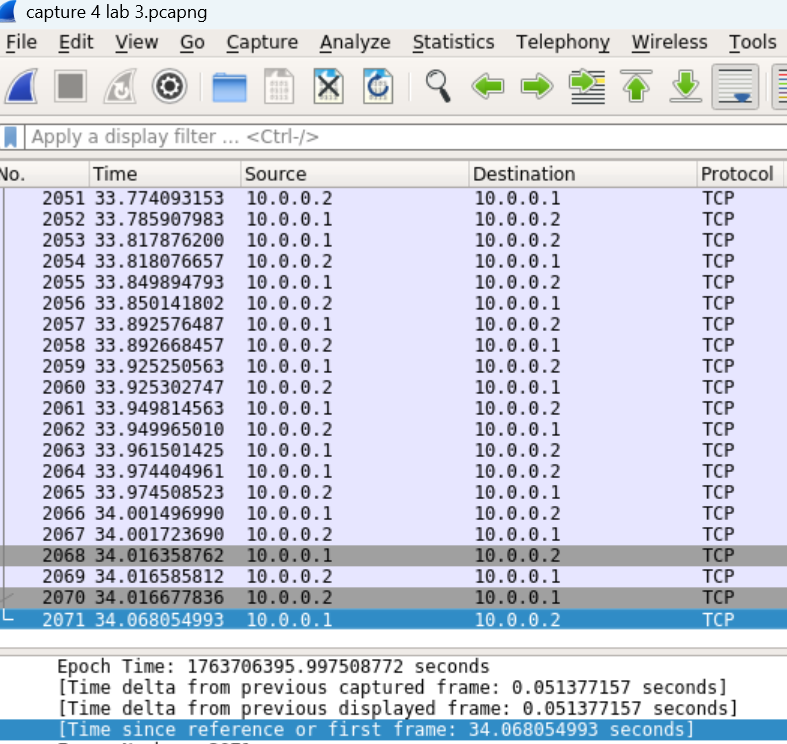 capture 4 lab 3.pcapng
File Edit View Go Capture Analyze Statistics Telephony Wireless Tools
Apply a display filter ... <Ctrl-/>
No. Time Source Destination Protocol
2051 33.774093153 10.0.0.2 10.0.0.1 TCP
2052 33.785907983 10.0.0.1 10.0.0.2 TCP
2053 33.817876200 10.0.0.1 10.0.0.2 TCP
2054 33.818076657 10.0.0.2 10.0.0.1 TCP
2055 33.849894793 10.0.0.1 10.0.0.2 TCP
2056 33.850141802 10.0.0.2 10.0.0.1 TCP
2057 33.892576487 10.0.0.1 10.0.0.2 TCP
2058 33.892668457 10.0.0.2 10.0.0.1 TCP
2059 33.925250563 10.0.0.1 10.0.0.2 TCP
2060 33.925302747 10.0.0.2 10.0.0.1 TCP
2061 33.949814563 10.0.0.1 10.0.0.2 TCP
2062 33.949965010 10.0.0.2 10.0.0.1 TCP
2063 33.961501425 10.0.0.1 10.0.0.2 TCP
2064 33.974404961 10.0.0.1 10.0.0.2 TCP
2065 33.974508523 10.0.0.2 10.0.0.1 TCP
2066 34.001496990 10.0.0.1 10.0.0.2 TCP
2067 34.001723690 10.0.0.2 10.0.0.1 TCP
2068 34.016358762 10.0.0.1 10.0.0.2 TCP
2069 34.016585812 10.0.0.2 10.0.0.1 TCP
2070 34.016677836 10.0.0.2 10.0.0.1 TCP
2071 34.068054993 10.0.0.1 10.0.0.2 TCP
Epoch Time: 1763706395.997508772 seconds
[Time delta from previous captured frame: 0.051377157 seconds]
[Time delta from previous displayed frame: 0.051377157 seconds]
[Time since reference or first frame: 34.068054993 seconds]